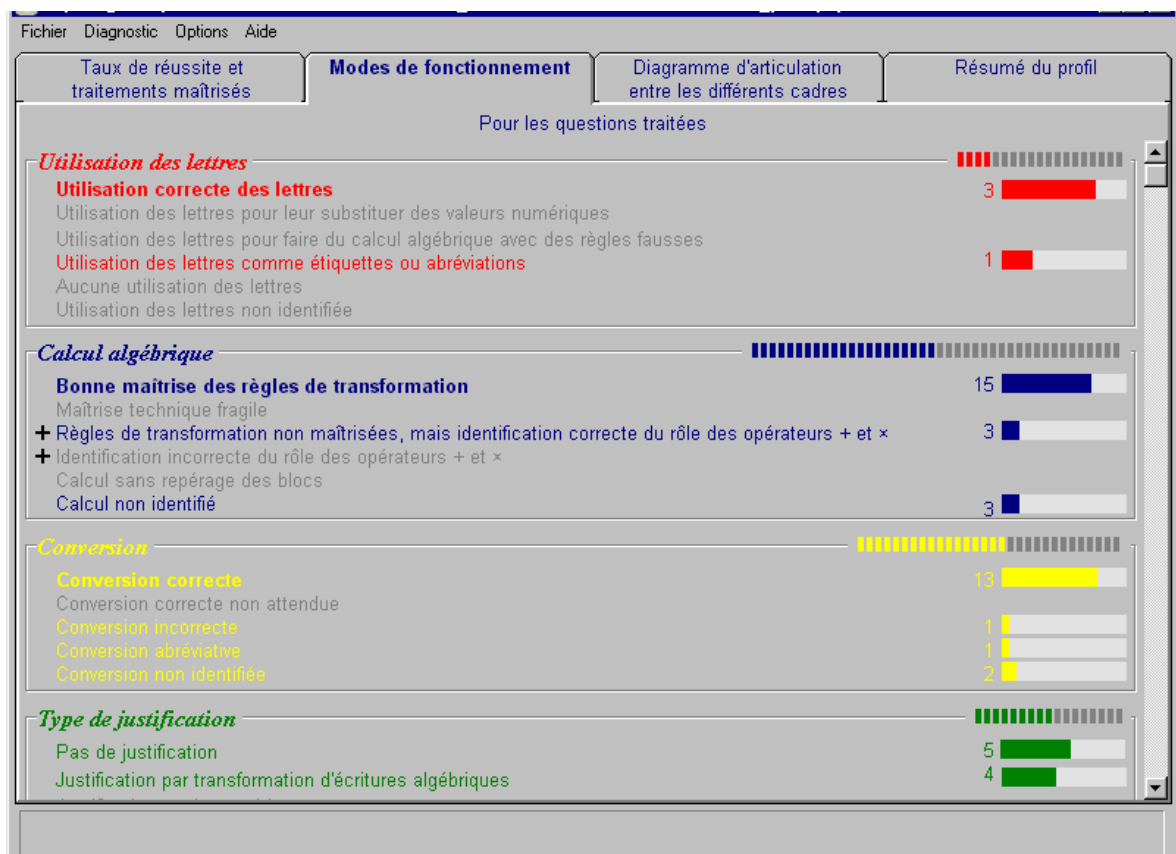 Fichier Diagnostic Options Aide
Taux de réussite et
traitements maîtrisés
Modes de fonctionnement
Diagramme d'articulation
entre les différents cadres
Résumé du profil
Pour les questions traitées
Utilisation des lettres
Utilisation correcte des lettres 3
Utilisation des lettres pour leur substituer des valeurs numériques
Utilisation des lettres pour faire du calcul algébrique avec des règles fausses
Utilisation des lettres comme étiquettes ou abréviations 1
Aucune utilisation des lettres
Utilisation des lettres non identifiée
Calcul algébrique
Bonne maîtrise des règles de transformation 15
Maîtrise technique fragile
+ Règles de transformation non maîtrisées, mais identification correcte du rôle des opérateurs + et × 3
+ Identification incorrecte du rôle des opérateurs + et ×
Calcul sans repérage des blocs
Calcul non identifié 3
Conversion
Conversion correcte 13
Conversion correcte non attendue
Conversion incorrecte 1
Conversion abréviative 1
Conversion non identifiée 2
Type de justification
Pas de justification 5
Justification par transformation d'écritures algébriques 4